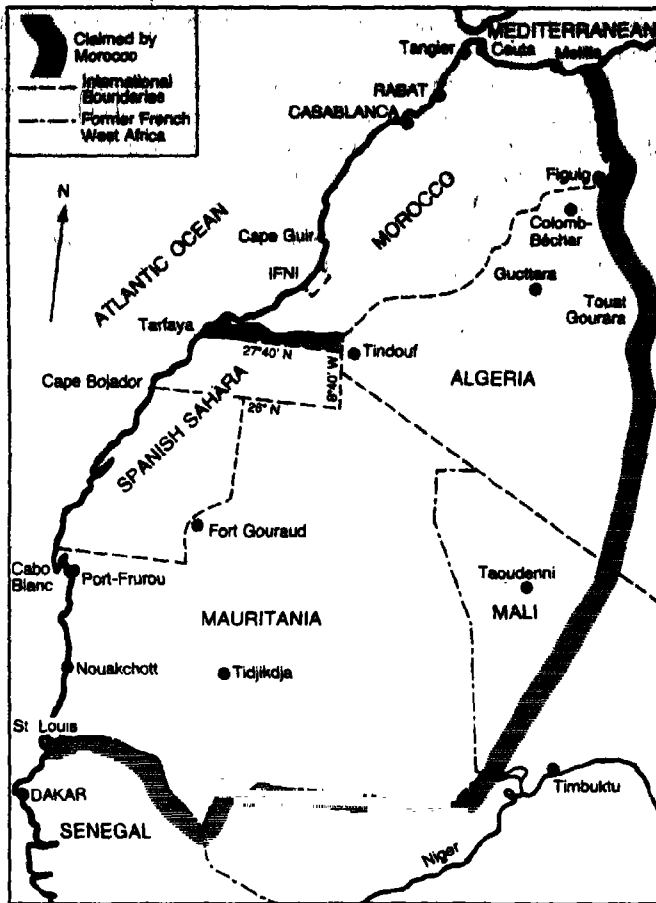 Claimed by
Morocco
International
Boundaries
Former French
West Africa
MEDITERRANEAN
Tangier
Ceuta
Melilla
RABAT
CASABLANCA
N
Figuig
MOROCCO
Colomb-
Béchar
ATLANTIC OCEAN
Cape Guir
Guettara
IFNI
Touat
Gourara
Tarfaya
27°40' N
Tindouf
8°40' W
ALGERIA
Cape Bojador
26° N
SPANISH SAHARA
Fort Gouraud
Cabo
Blanc
Port-Frurou
Taoudenni
MALI
MAURITANIA
Nouakchott
Tidjikdja
St Louis
Timbuktu
DAKAR
SENEGAL
Niger